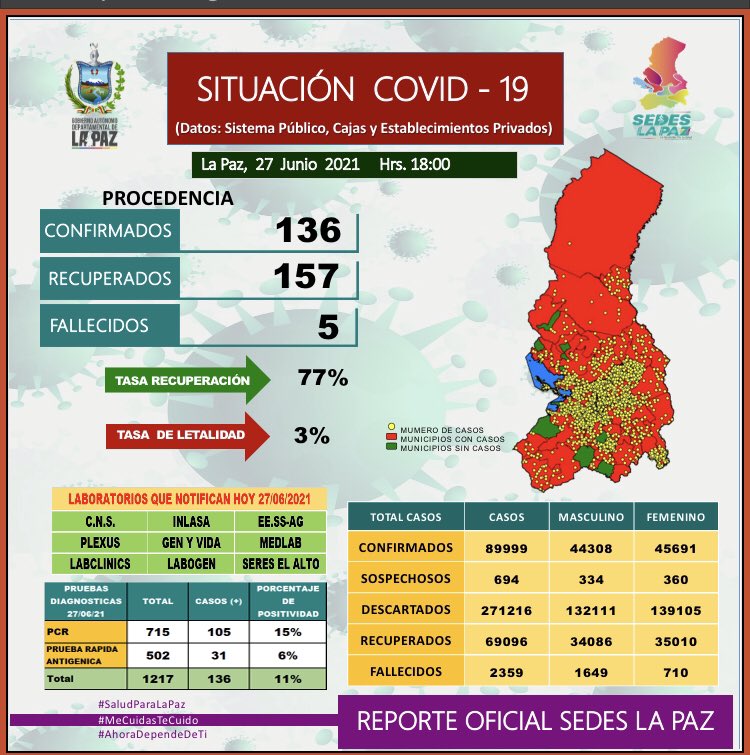 GOBIERNO AUTÓNOMO
DEPARTAMENTAL DE
LA PAZ
SITUACIÓN COVID - 19
(Datos: Sistema Público, Cajas y Establecimientos Privados)
SEDES
LA PAZ
La Paz, 27 Junio 2021 Hrs. 18:00
PROCEDENCIA
CONFIRMADOS 136
RECUPERADOS 157
FALLECIDOS 5
TASA RECUPERACIÓN 77%
TASA DE LETALIDAD 3%
MUMERO DE CASOS
MUNICIPIOS CON CASOS
MUNICIPIOS SIN CASOS
LABORATORIOS QUE NOTIFICAN HOY 27/06/2021
C.N.S. INLASA EE.SS-AG
PLEXUS GEN Y VIDA MEDLAB
LABCLINICS LABOGEN SERES EL ALTO
PRUEBAS DIAGNOSTICAS 27/06/21 TOTAL CASOS (+) PORCENTAJE DE POSITIVIDAD
PCR 715 105 15%
PRUEBA RAPIDA ANTIGENICA 502 31 6%
Total 1217 136 11%
TOTAL CASOS CASOS MASCULINO FEMENINO
CONFIRMADOS 89999 44308 45691
SOSPECHOSOS 694 334 360
DESCARTADOS 271216 132111 139105
RECUPERADOS 69096 34086 35010
FALLECIDOS 2359 1649 710
#SaludParaLaPaz
#MeCuidasTeCuido
#AhoraDependeDeTi
REPORTE OFICIAL SEDES LA PAZ